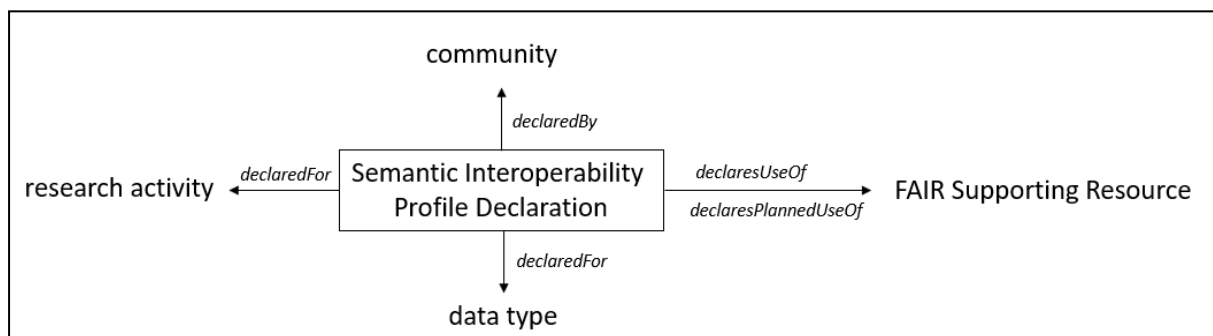 community
declaredBy
research activity
declaredFor
Semantic Interoperability
Profile Declaration
declaresUseOf
declaresPlannedUseOf
FAIR Supporting Resource
declaredFor
data type